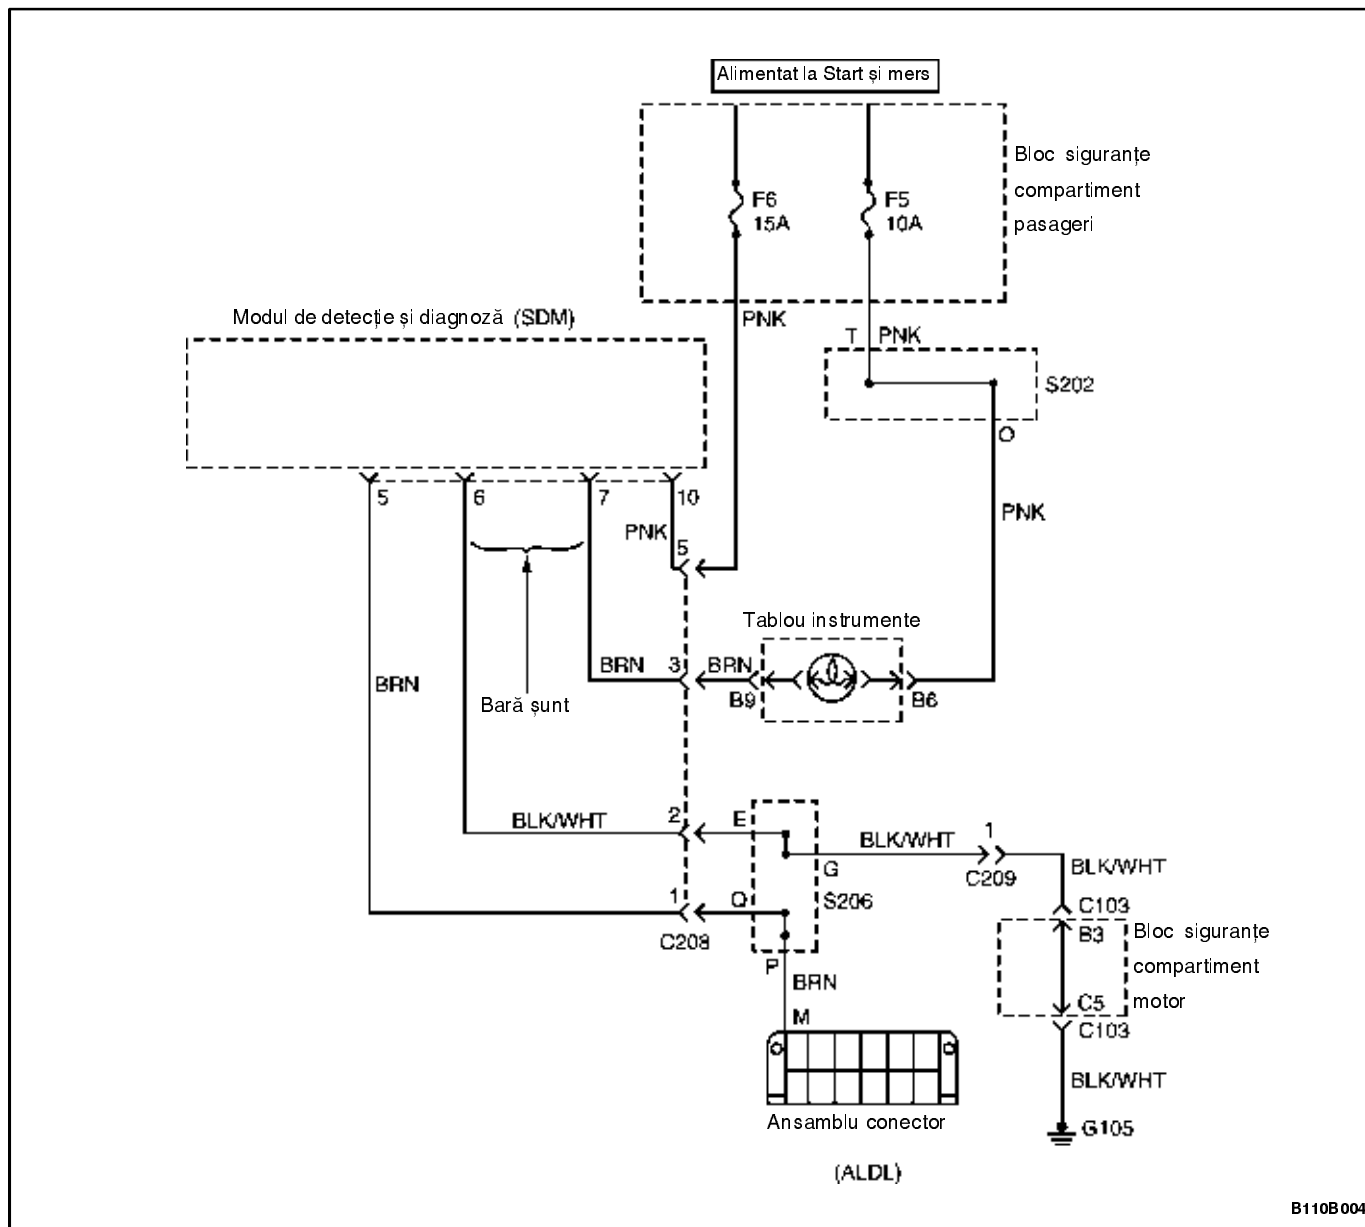 Alimentat la Start și mers
F6
15A
F5
10A
Bloc siguranțe
compartiment
pasageri
PNK
T
PNK
Modul de detecție și diagnoză (SDM)
S202
O
5
6
7
10
PNK
PNK
5
Tablou instrumente
BRN
BRN
3
BRN
B9
B6
Bară șunt
BLK/WHT
2
E
BLK/WHT
1
G
C209
BLK/WHT
1
Q
S206
C103
C208
B3
Bloc siguranțe
compartiment
motor
P
BRN
C5
M
C103
BLK/WHT
Ansamblu conector
G105
(ALDL)
B110B004